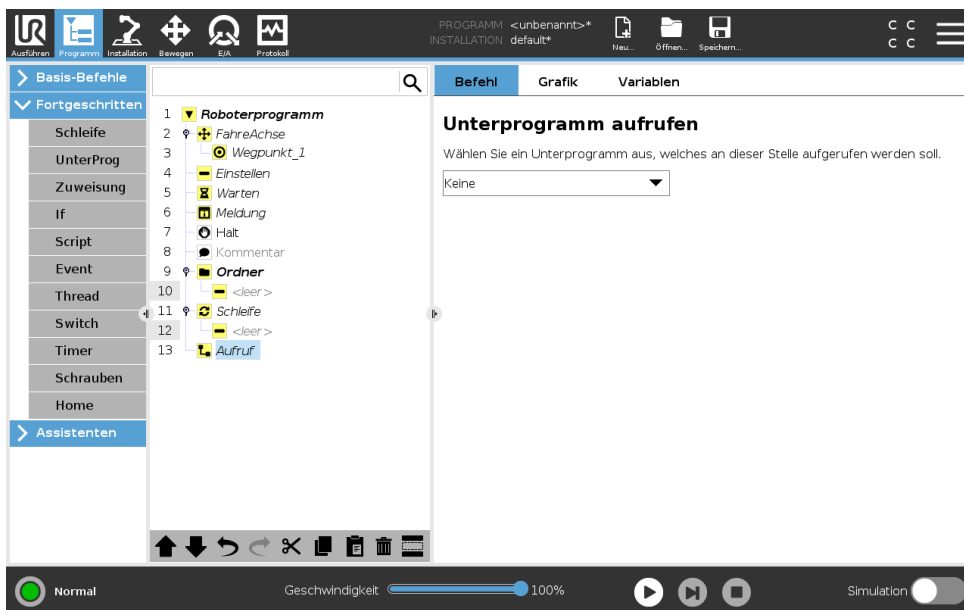 PROGRAMM <unbenannt>*
INSTALLATION default*
C C
C C
Ausführen Programm Installation Bewegen E/A Protokoll Neu... Öffnen... Speichern...
Basis-Befehle
Fortgeschritten
Schleife
UnterProg
Zuweisung
If
Script
Event
Thread
Switch
Timer
Schrauben
Home
Assistenten
1 Roboterprogramm
2 FahreAchse
3 Wegpunkt_1
4 Einstellen
5 Warten
6 Meldung
7 Halt
8 Kommentar
9 Ordner
10 <leer>
11 Schleife
12 <leer>
13 Aufruf
Befehl Grafik Variablen
Unterprogramm aufrufen
Wählen Sie ein Unterprogramm aus, welches an dieser Stelle aufgerufen werden soll.
Keine
Normal Geschwindigkeit 100% Simulation